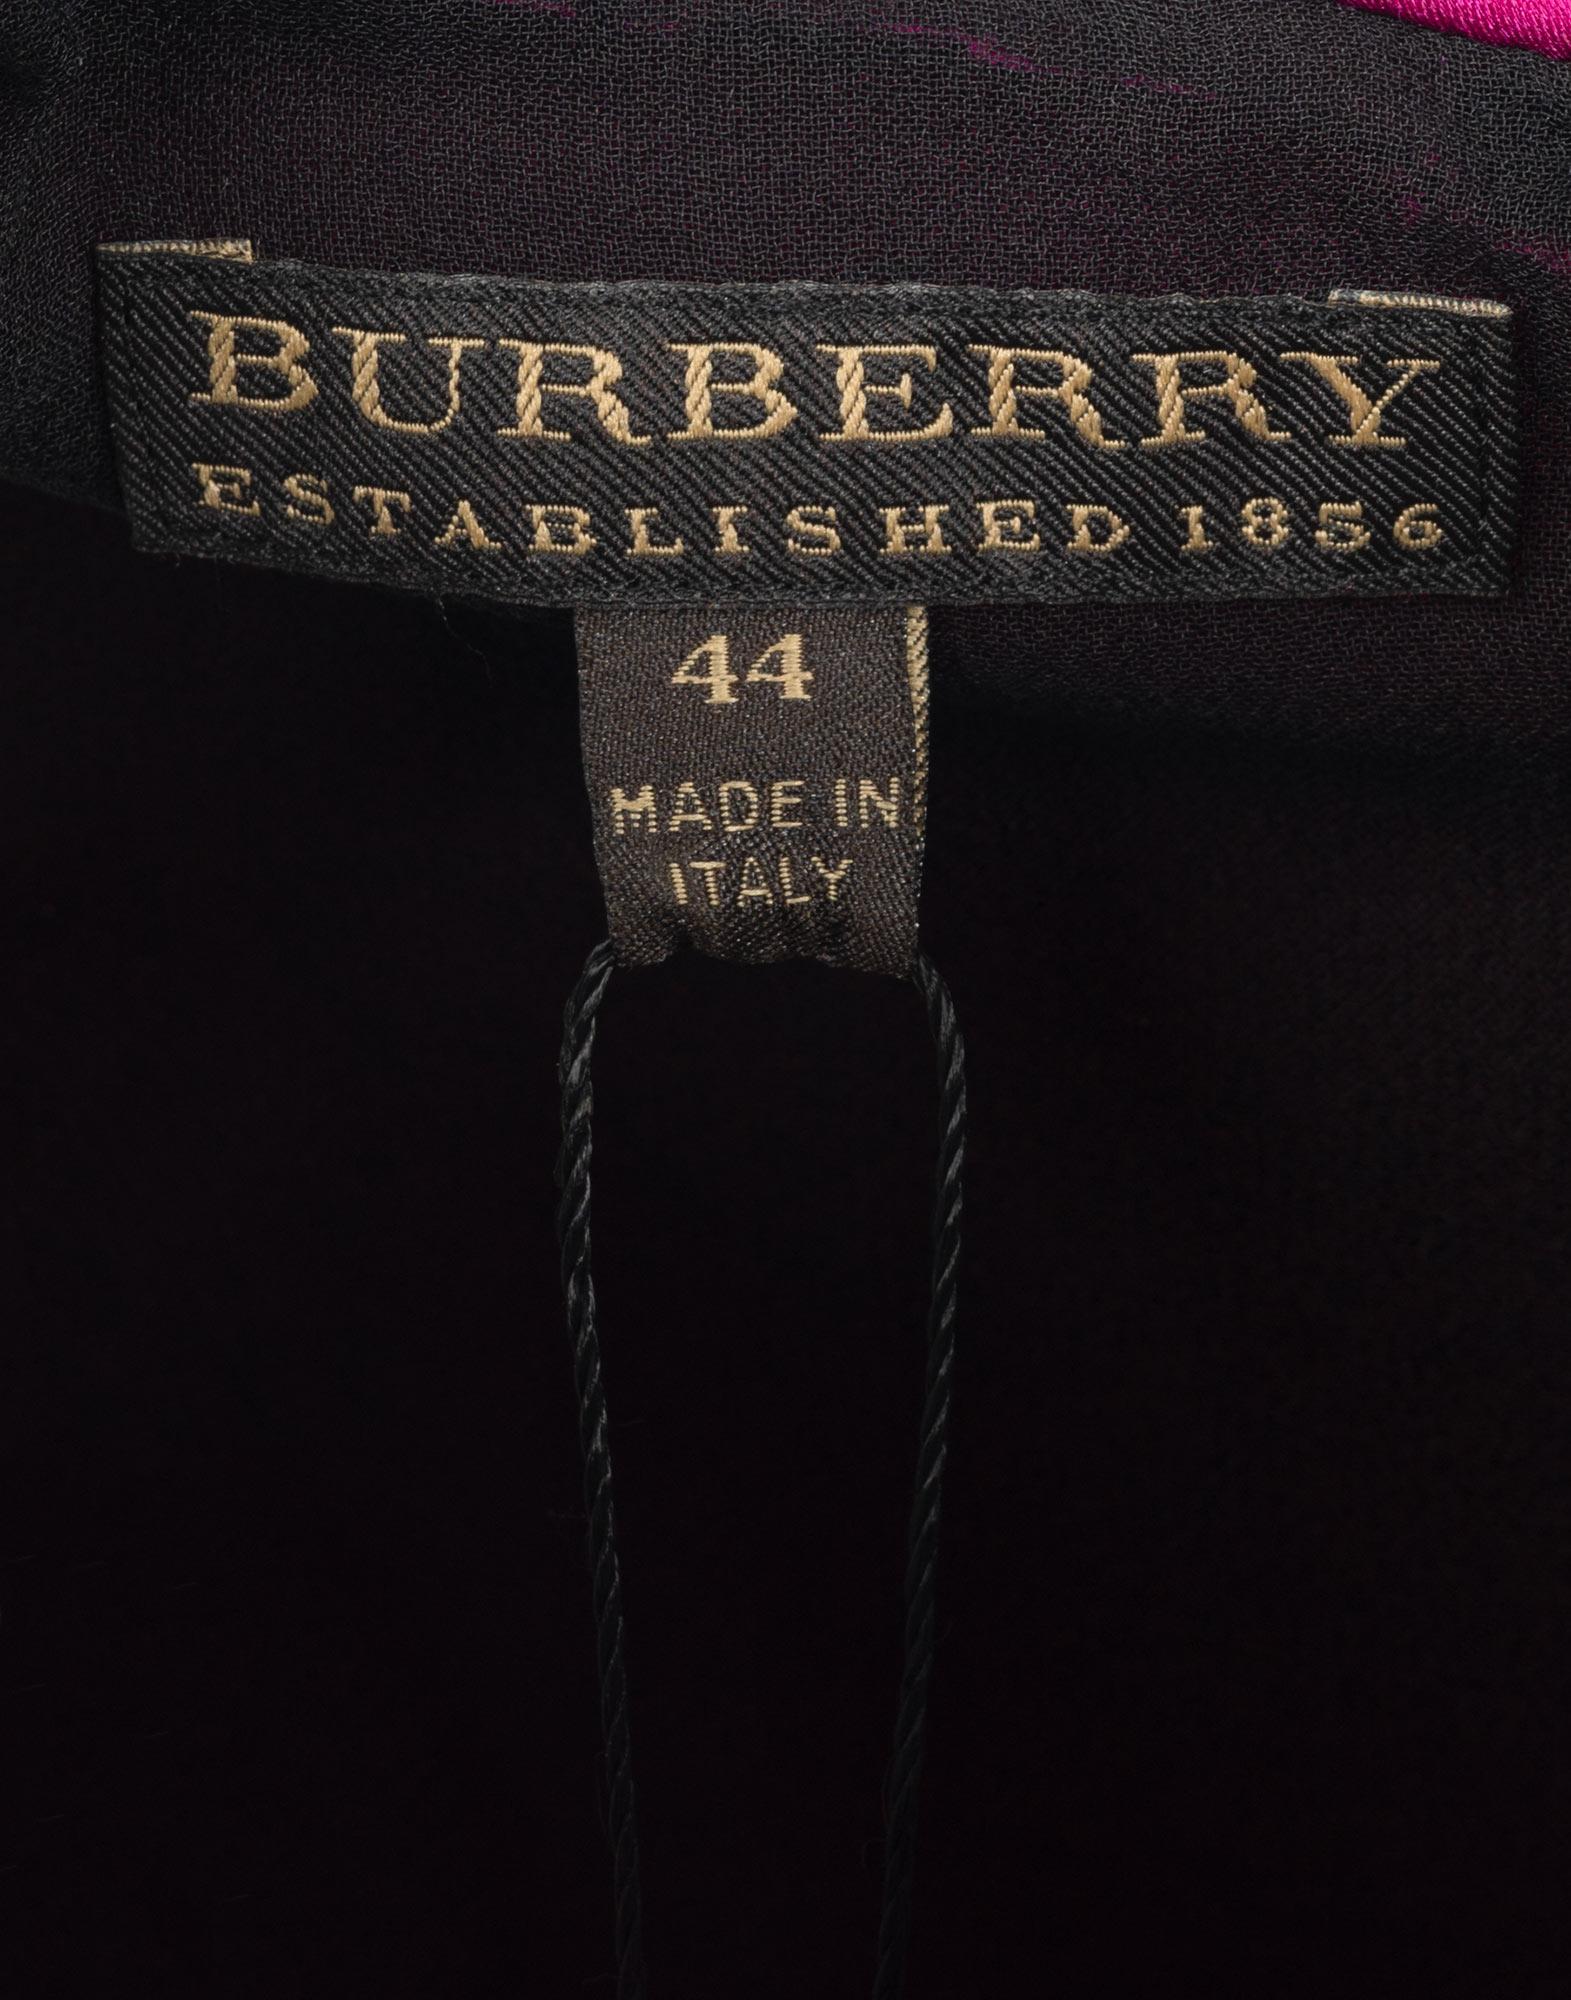 BURBERRY
ESTABLISHED 1856
44
MADE IN
ITALY